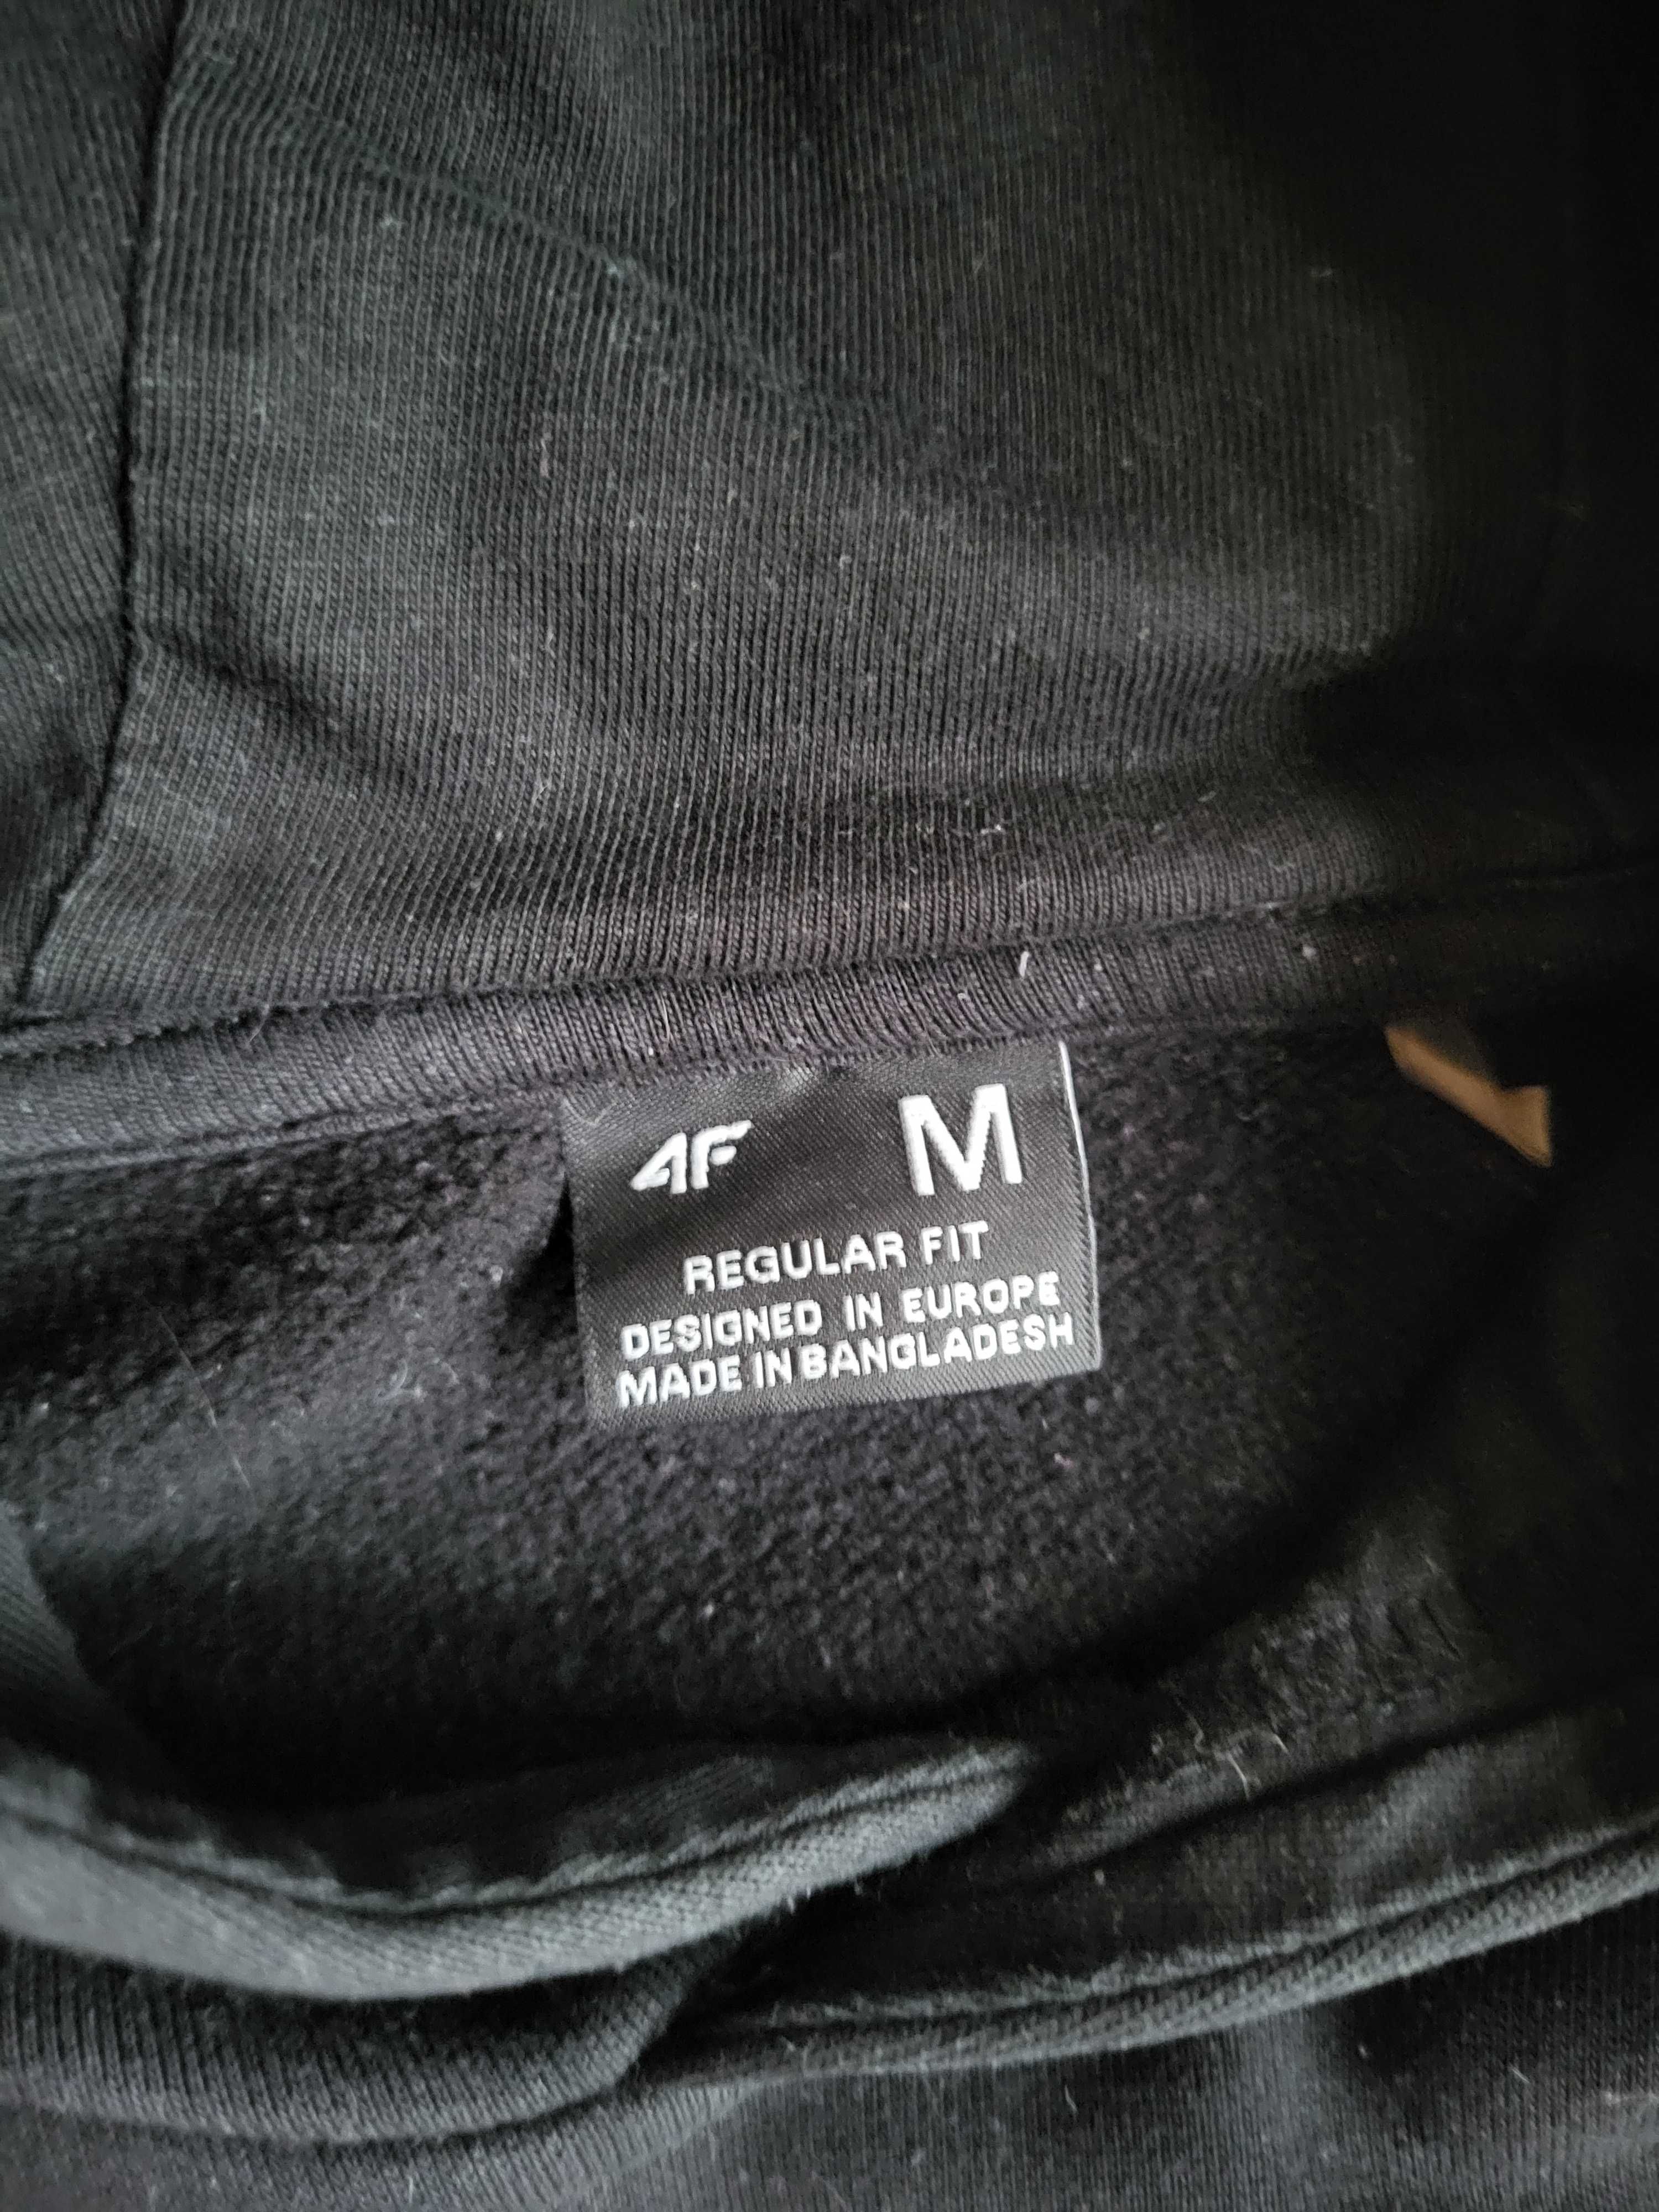 4F M
REGULAR FIT
DESIGNED IN EUROPE
MADE IN BANGLADESH